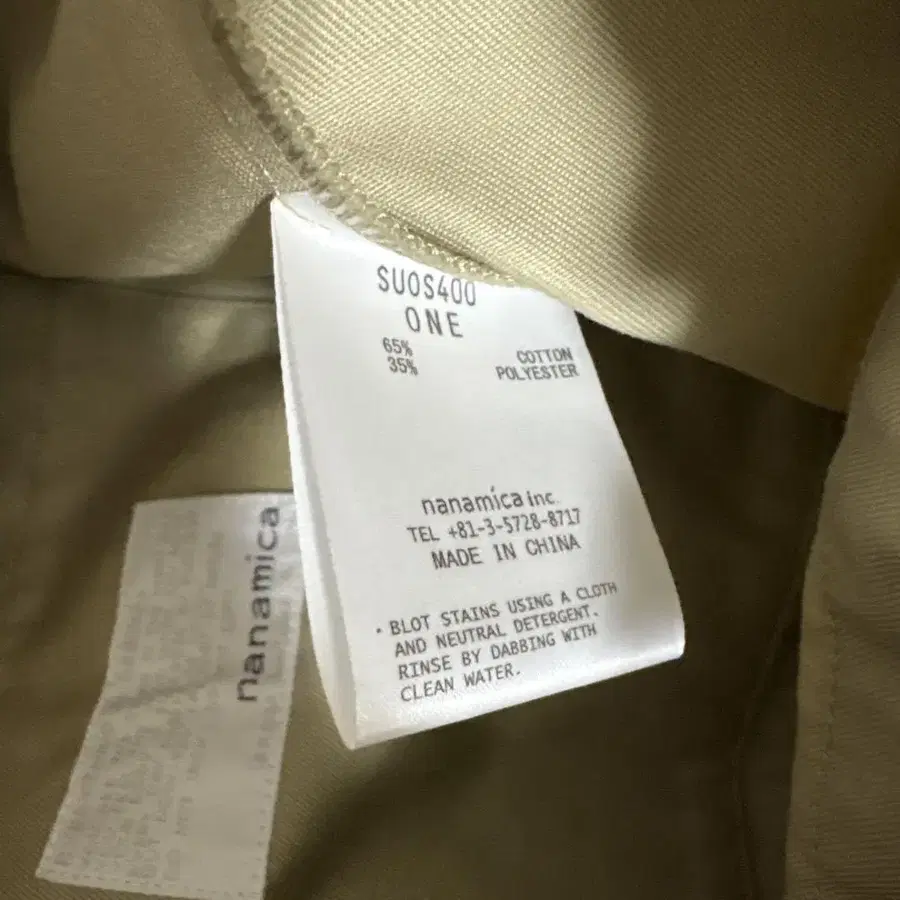 SUOS400
ONE
65% COTTON
35% POLYESTER
nanamica inc.
TEL +81-3-5728-8717
MADE IN CHINA
• BLOT STAINS USING A CLOTH
AND NEUTRAL DETERGENT.
RINSE BY DABBING WITH
CLEAN WATER.
nanamica